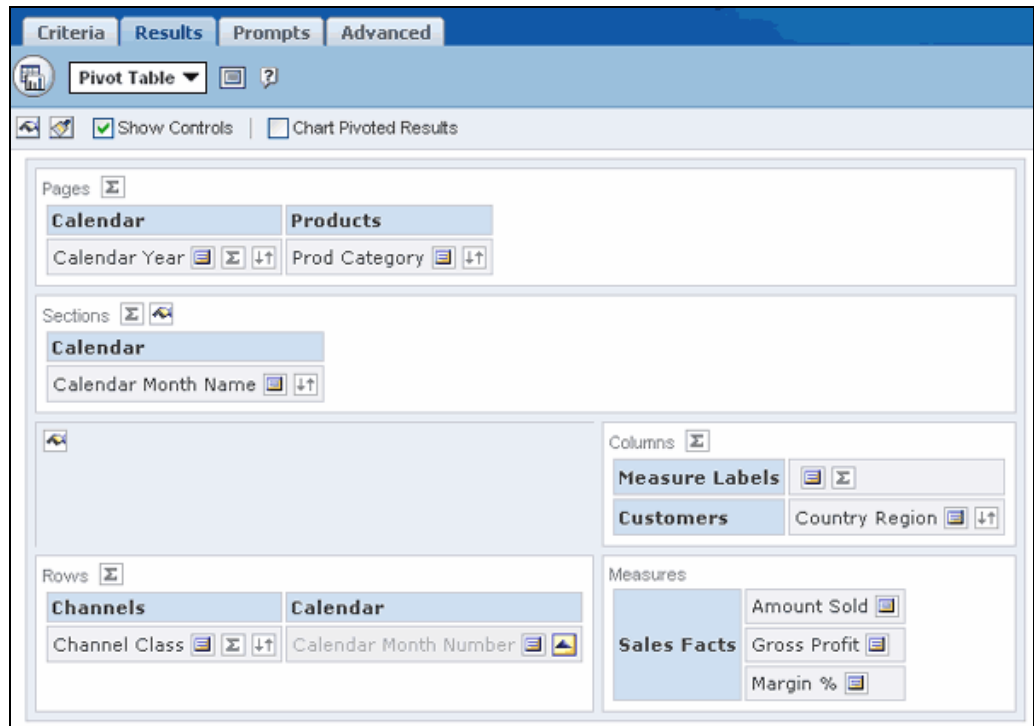 Criteria Results Prompts Advanced
Pivot Table
Show Controls | Chart Pivoted Results
Pages
Calendar Products
Calendar Year Prod Category
Sections
Calendar
Calendar Month Name
Columns
Measure Labels
Customers Country Region
Rows
Channels Calendar
Channel Class Calendar Month Number
Measures
Sales Facts
Amount Sold
Gross Profit
Margin %